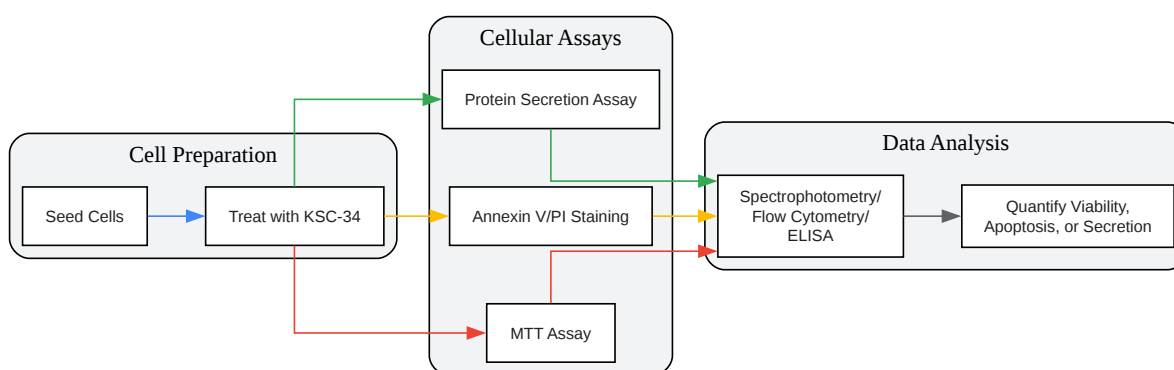 Cell Preparation
Seed Cells
Treat with KSC-34
Cellular Assays
Protein Secretion Assay
Annexin V/PI Staining
MTT Assay
Data Analysis
Spectrophotometry/
Flow Cytometry/
ELISA
Quantify Viability,
Apoptosis, or Secretion